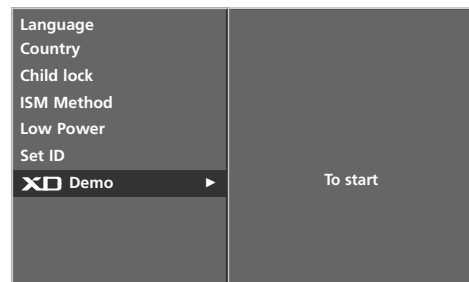 Language
Country
Child lock
ISM Method
Low Power
Set ID
XD Demo ►
To start